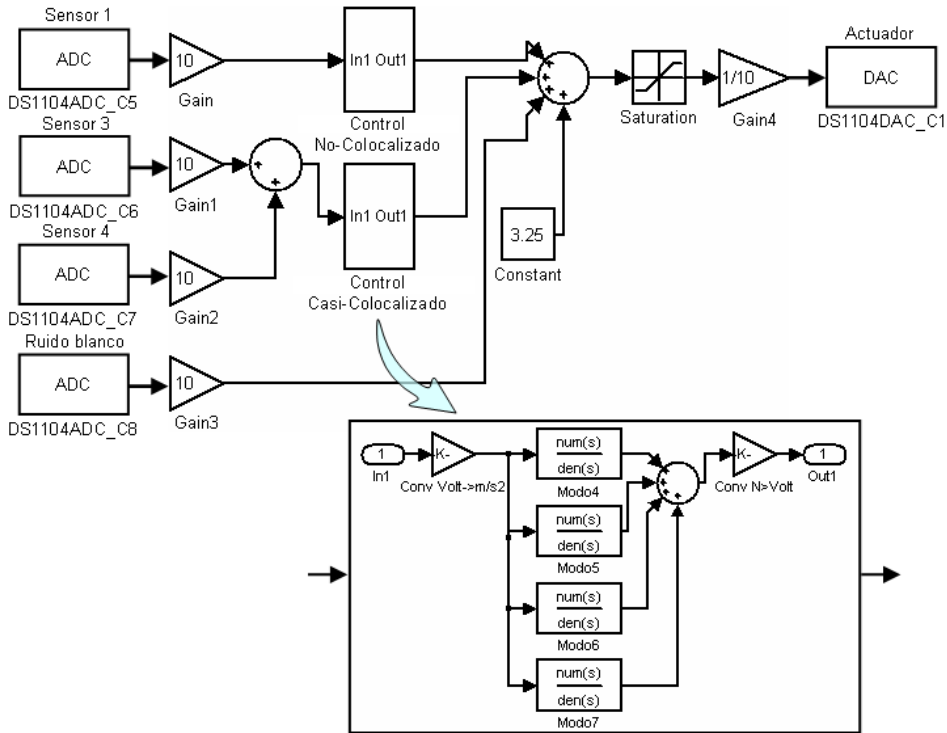 Sensor 1
ADC
DS1104ADC_C5
10
Gain
In1 Out1
Control
No-Colocalizado
Sensor 3
ADC
DS1104ADC_C6
10
Gain1
Sensor 4
ADC
DS1104ADC_C7
10
Gain2
In1 Out1
Control
Casi-Colocalizado
Ruido blanco
ADC
DS1104ADC_C8
10
Gain3
3.25
Constant
Saturation
1/10
Gain4
Actuador
DAC
DS1104DAC_C1
1
In1
-K-
Conv Volt->m/s2
num(s)
den(s)
Modo4
num(s)
den(s)
Modo5
num(s)
den(s)
Modo6
num(s)
den(s)
Modo7
-K-
Conv N>Volt
1
Out1